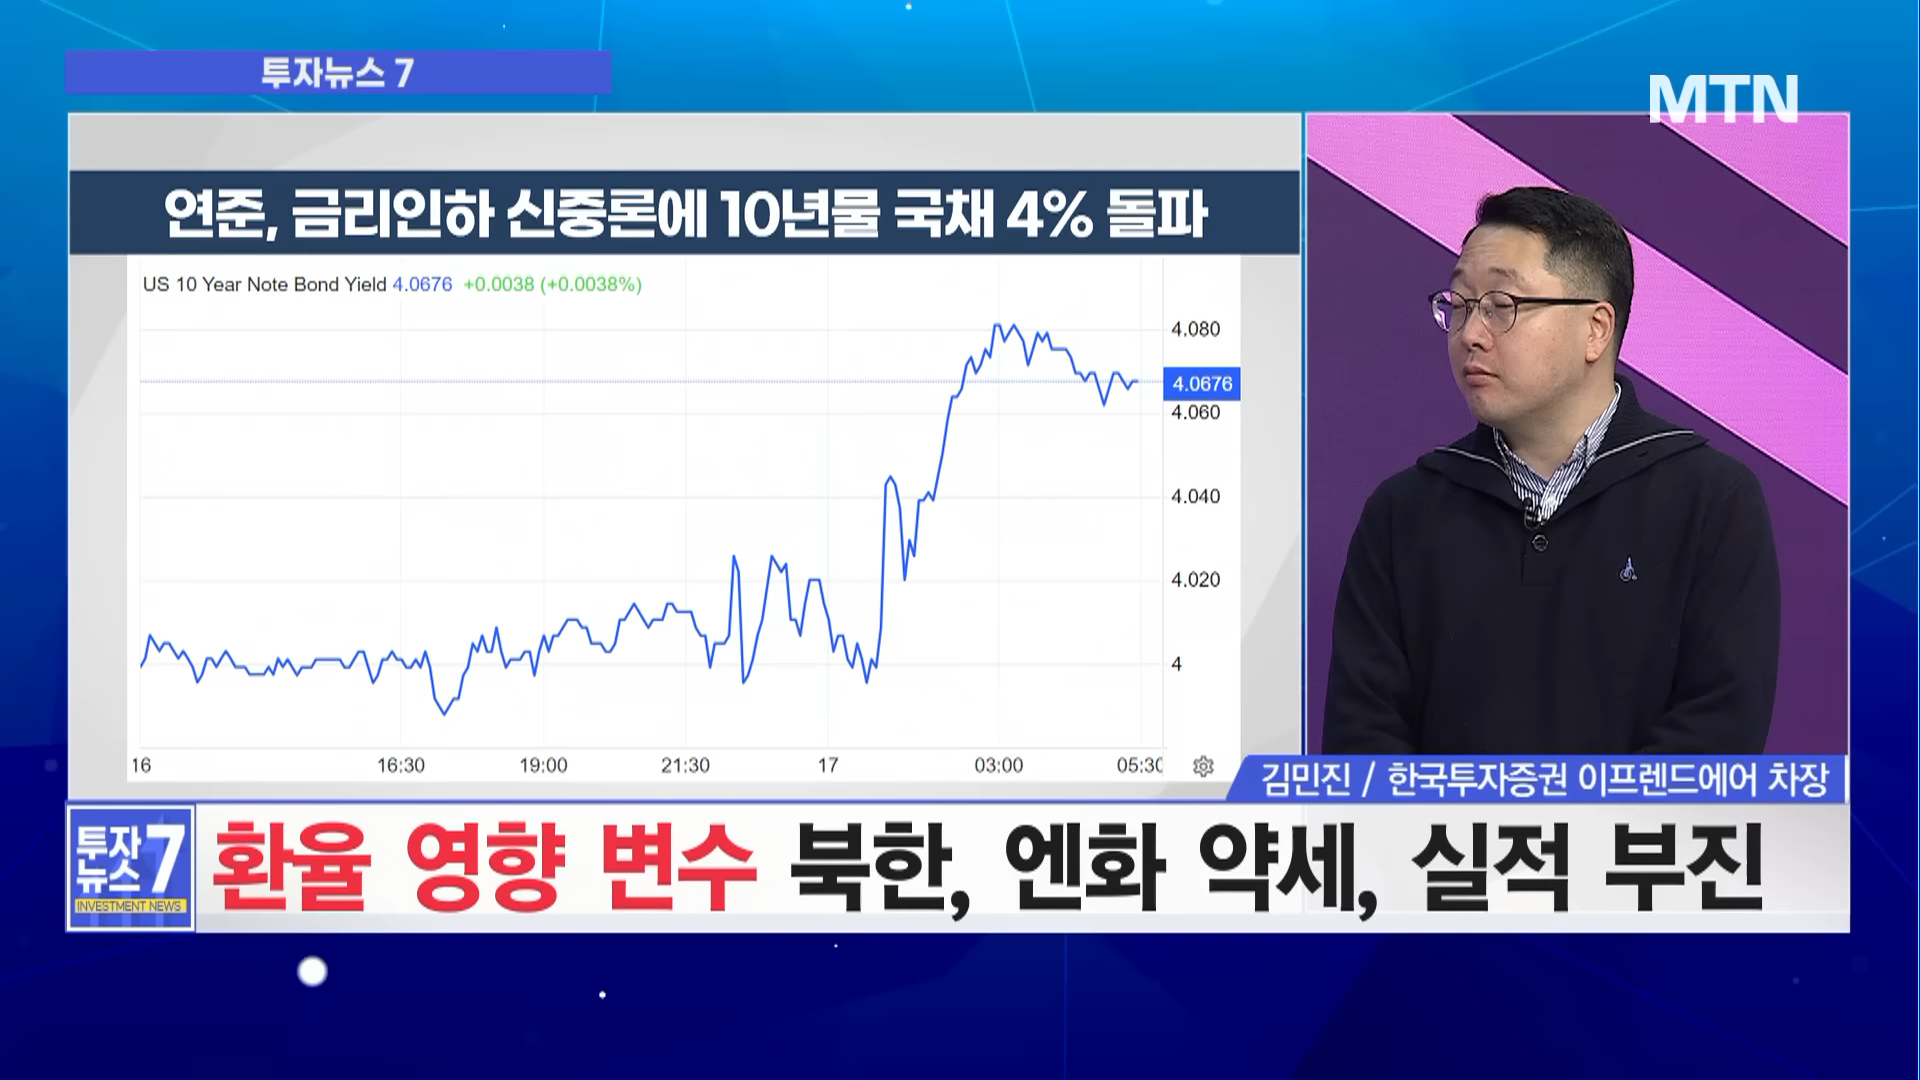 투자뉴스 7
MTN
연준, 금리인하 신중론에 10년물 국채 4% 돌파
US 10 Year Note Bond Yield 4.0676 +0.0038 (+0.0038%)
4.080
4.0676
4.060
4.040
4.020
4
16 16:30 19:00 21:30 17 03:00 05:30
김민진 / 한국투자증권 이프렌드에어 차장
투자
뉴스 7
INVESTMENT NEWS
환율 영향 변수 북한, 엔화 약세, 실적 부진